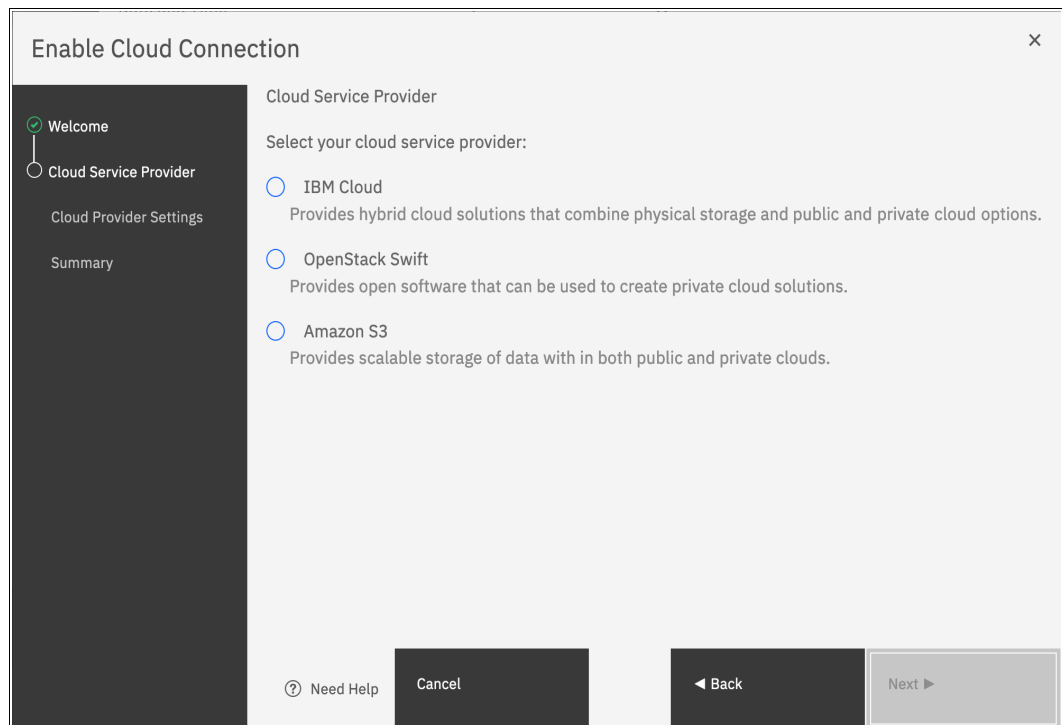 Enable Cloud Connection
×
Welcome
Cloud Service Provider
Cloud Provider Settings
Summary
Cloud Service Provider
Select your cloud service provider:
IBM Cloud
Provides hybrid cloud solutions that combine physical storage and public and private cloud options.
OpenStack Swift
Provides open software that can be used to create private cloud solutions.
Amazon S3
Provides scalable storage of data with in both public and private clouds.
? Need Help
Cancel
◄ Back
Next ►